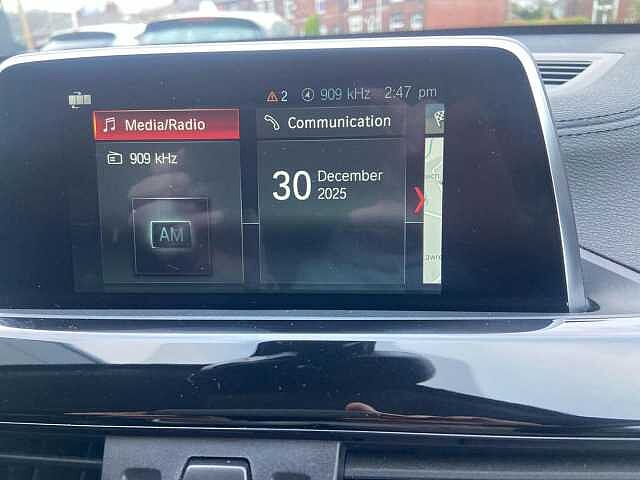 2 909 kHz 2:47 pm
Media/Radio
Communication
909 kHz
30 December
2025
AM